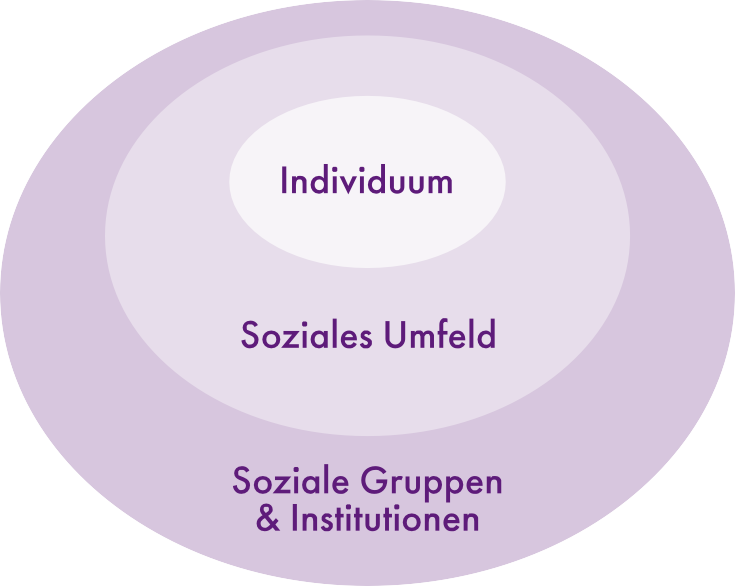 Individuum
Soziales Umfeld
Soziale Gruppen
& Institutionen